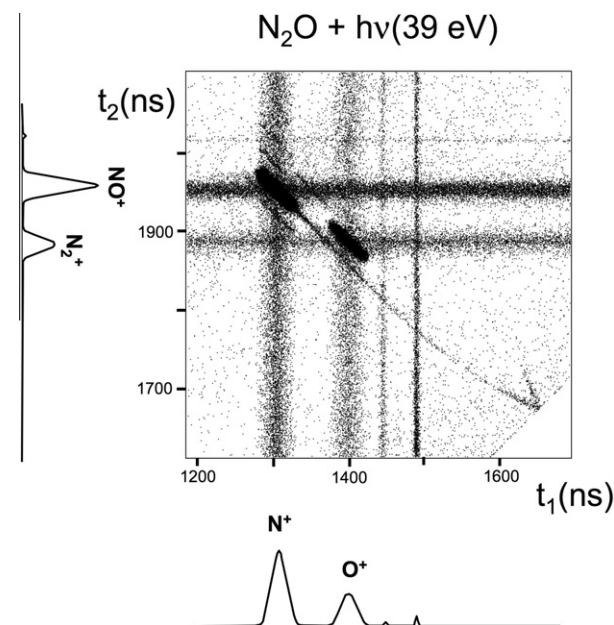 N₂O + hν(39 eV)
t₂(ns)
NO⁺
N₂⁺
1900
1700
1200
1400
1600
t₁(ns)
N⁺
O⁺